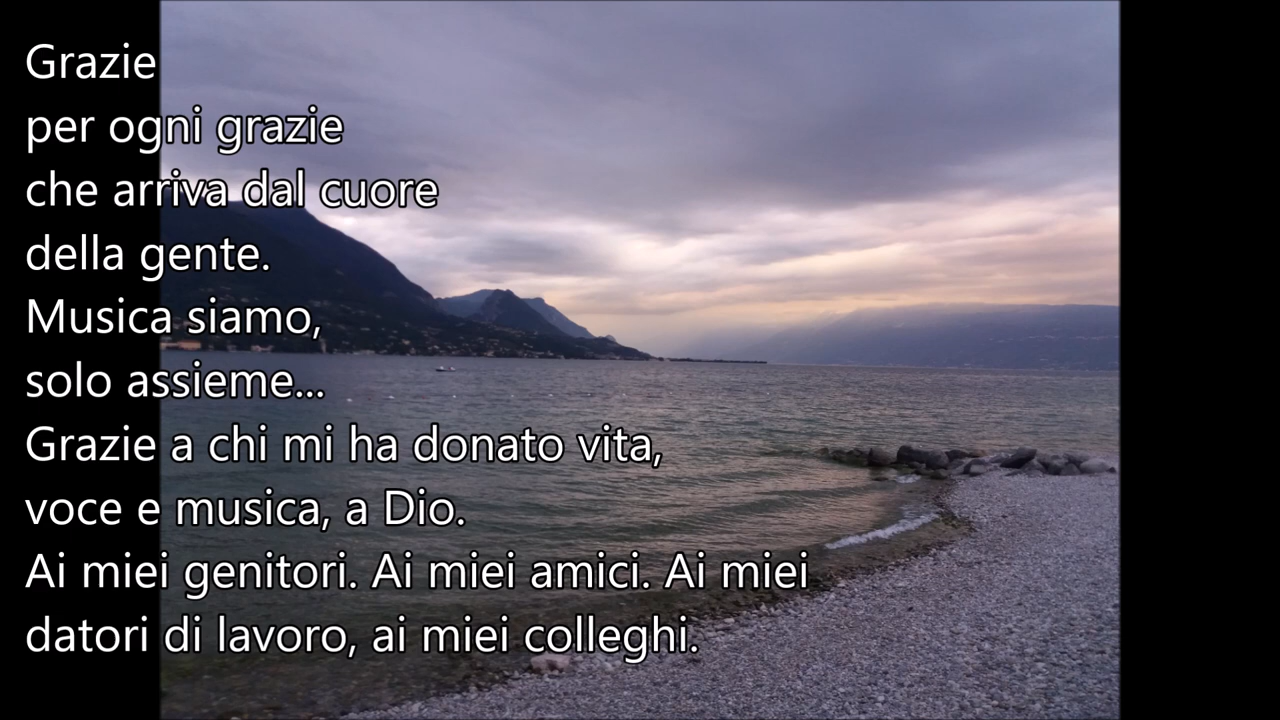 Grazie
per ogni grazie
che arriva dal cuore
della gente.
Musica siamo,
solo assieme...
Grazie a chi mi ha donato vita,
voce e musica, a Dio.
Ai miei genitori. Ai miei amici. Ai miei
datori di lavoro, ai miei colleghi.